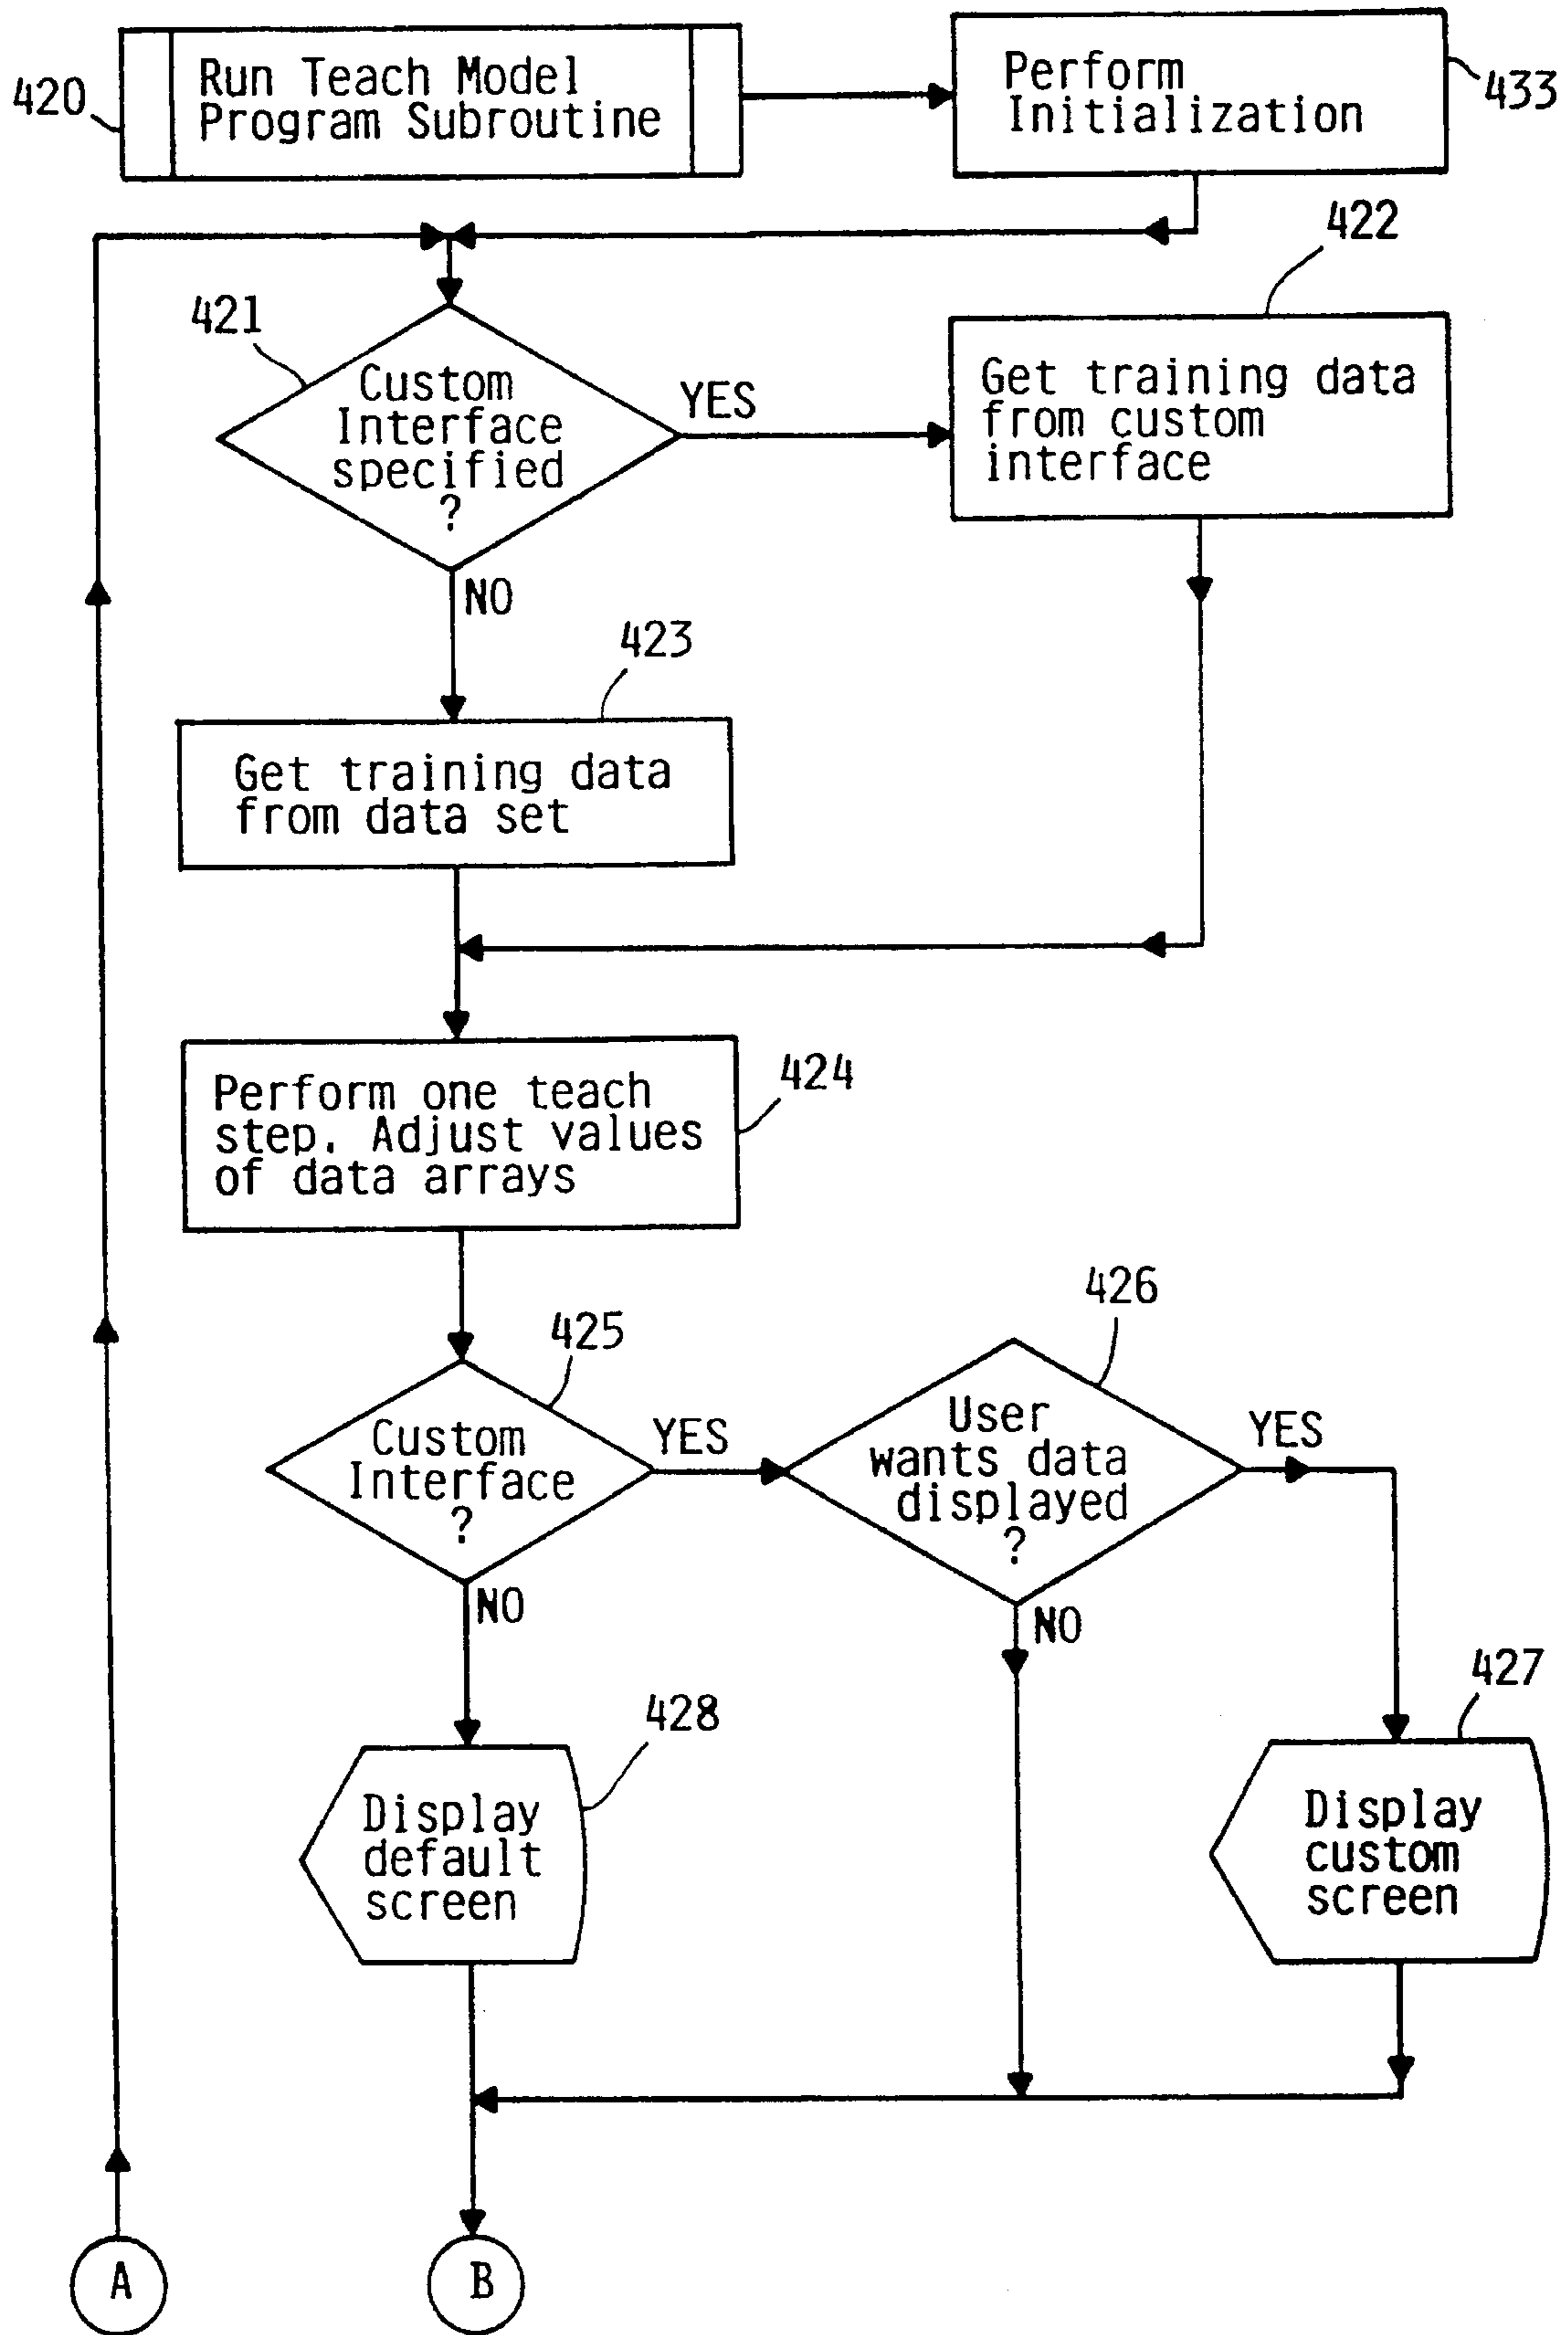 420
Run Teach Model
Program Subroutine
Perform
Initialization
433
421
Custom
Interface
specified
?
YES
NO
422
Get training data
from custom
interface
423
Get training data
from data set
424
Perform one teach
step. Adjust values
of data arrays
425
Custom
Interface
?
YES
NO
426
User
wants data
displayed
?
YES
NO
427
Display
custom
screen
428
Display
default
screen
A
B